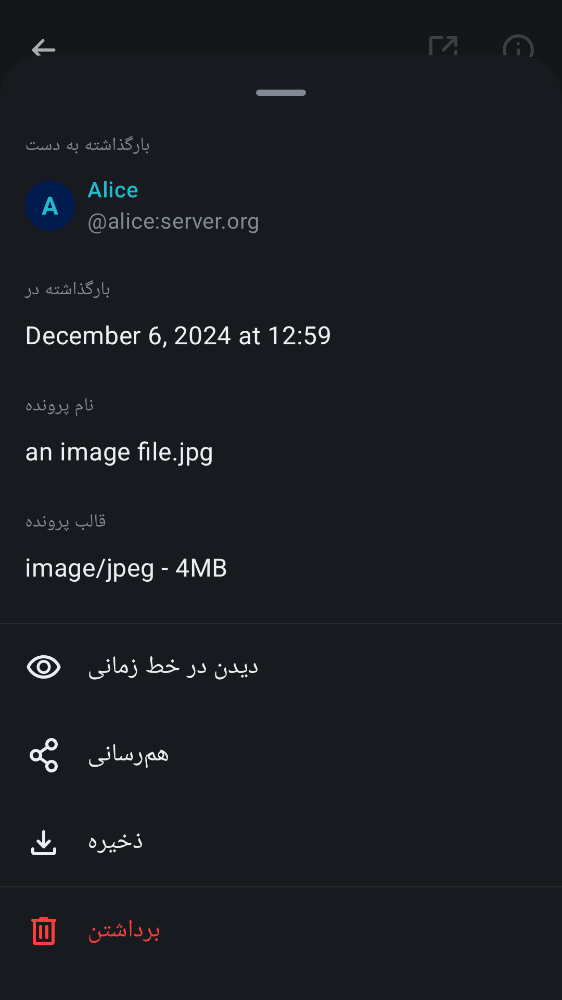 بارگذاشته به دست
A
Alice
@alice:server.org
بارگذاشته در
December 6, 2024 at 12:59
نام پرونده
an image file.jpg
قالب پرونده
image/jpeg - 4MB
دیدن در خط زمانی
هم‌رسانی
ذخیره
برداشتن